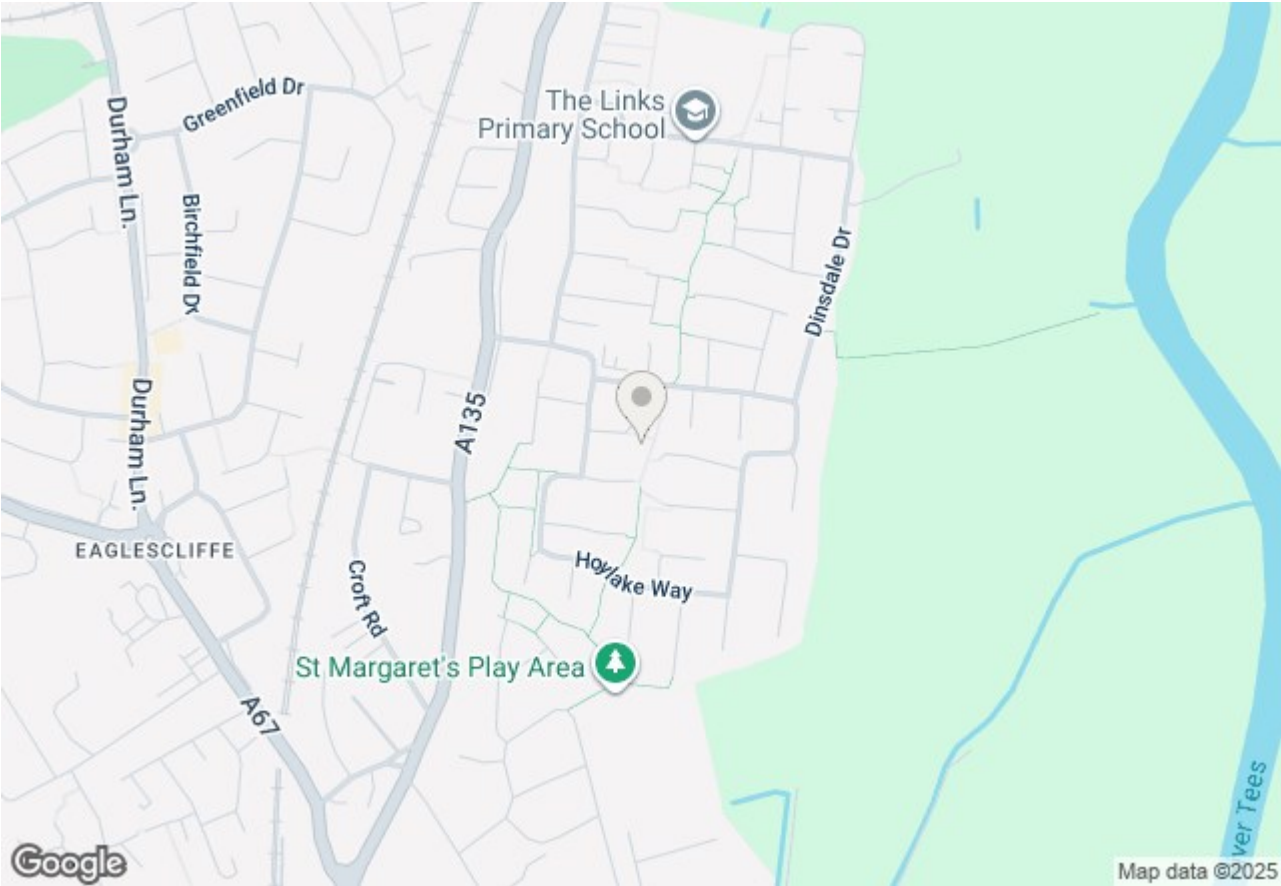 The Links
Primary School
Greenfield Dr
Durham Ln.
Birchfield Dr
Dinsdale Dr
A135
Durham Ln.
EAGLESCLIFFE
Hoylake Way
Croft Rd
St Margaret's Play Area
A67
ver Tees
Google
Map data ©2025